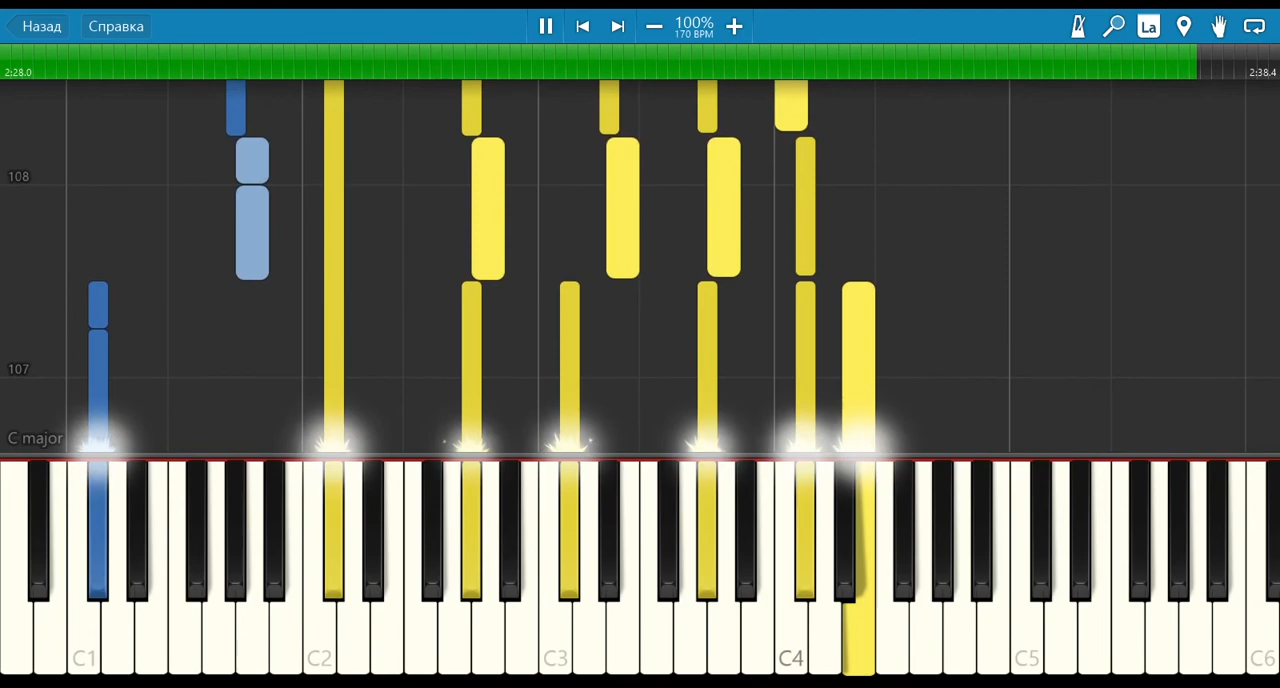 Назад Справка 100% La
170 BPM
2:28.0 2:38.4
108
107
C major
C1 C2 C3 C4 C5 C6